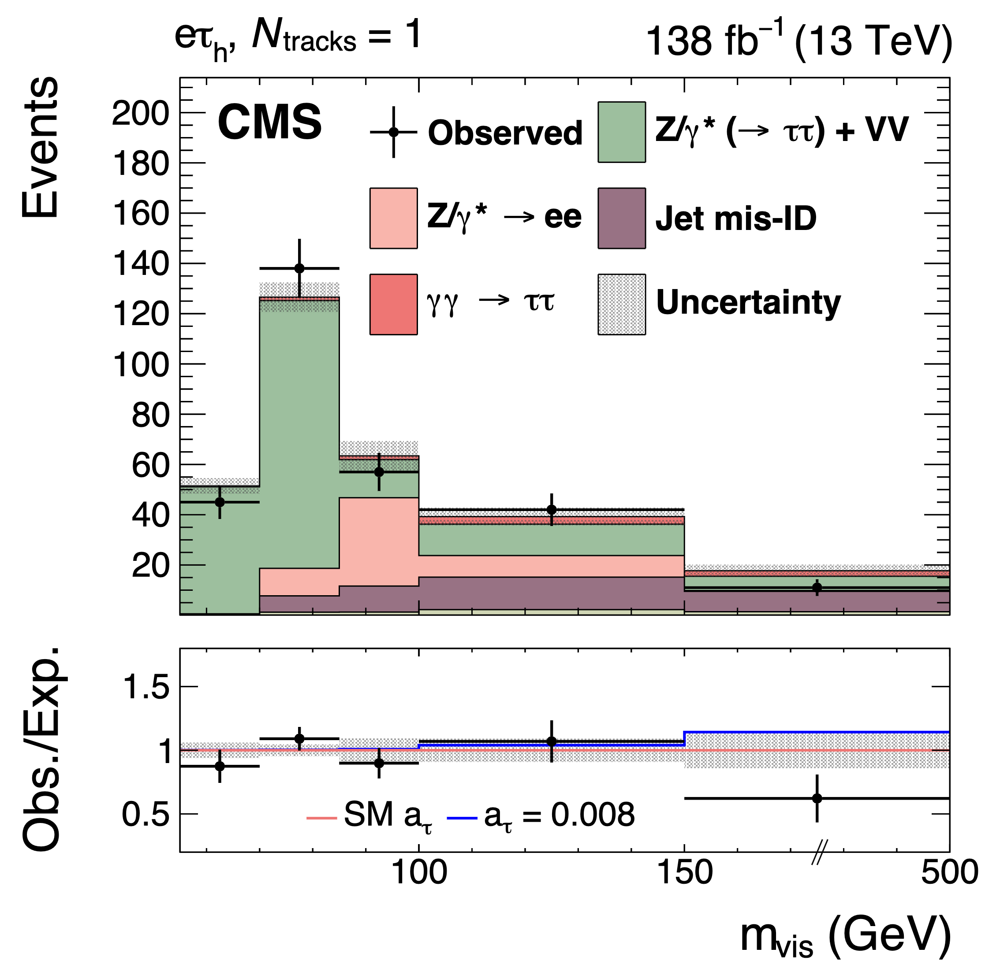 eτh, Ntracks = 1
138 fb−1 (13 TeV)
Events
CMS
Observed
Z/γ* (→ ττ) + VV
Z/γ* → ee
Jet mis-ID
γγ → ττ
Uncertainty
200
180
160
140
120
100
80
60
40
20
Obs./Exp.
1.5
1
0.5
SM aτ
aτ = 0.008
100
150
500
mvis (GeV)